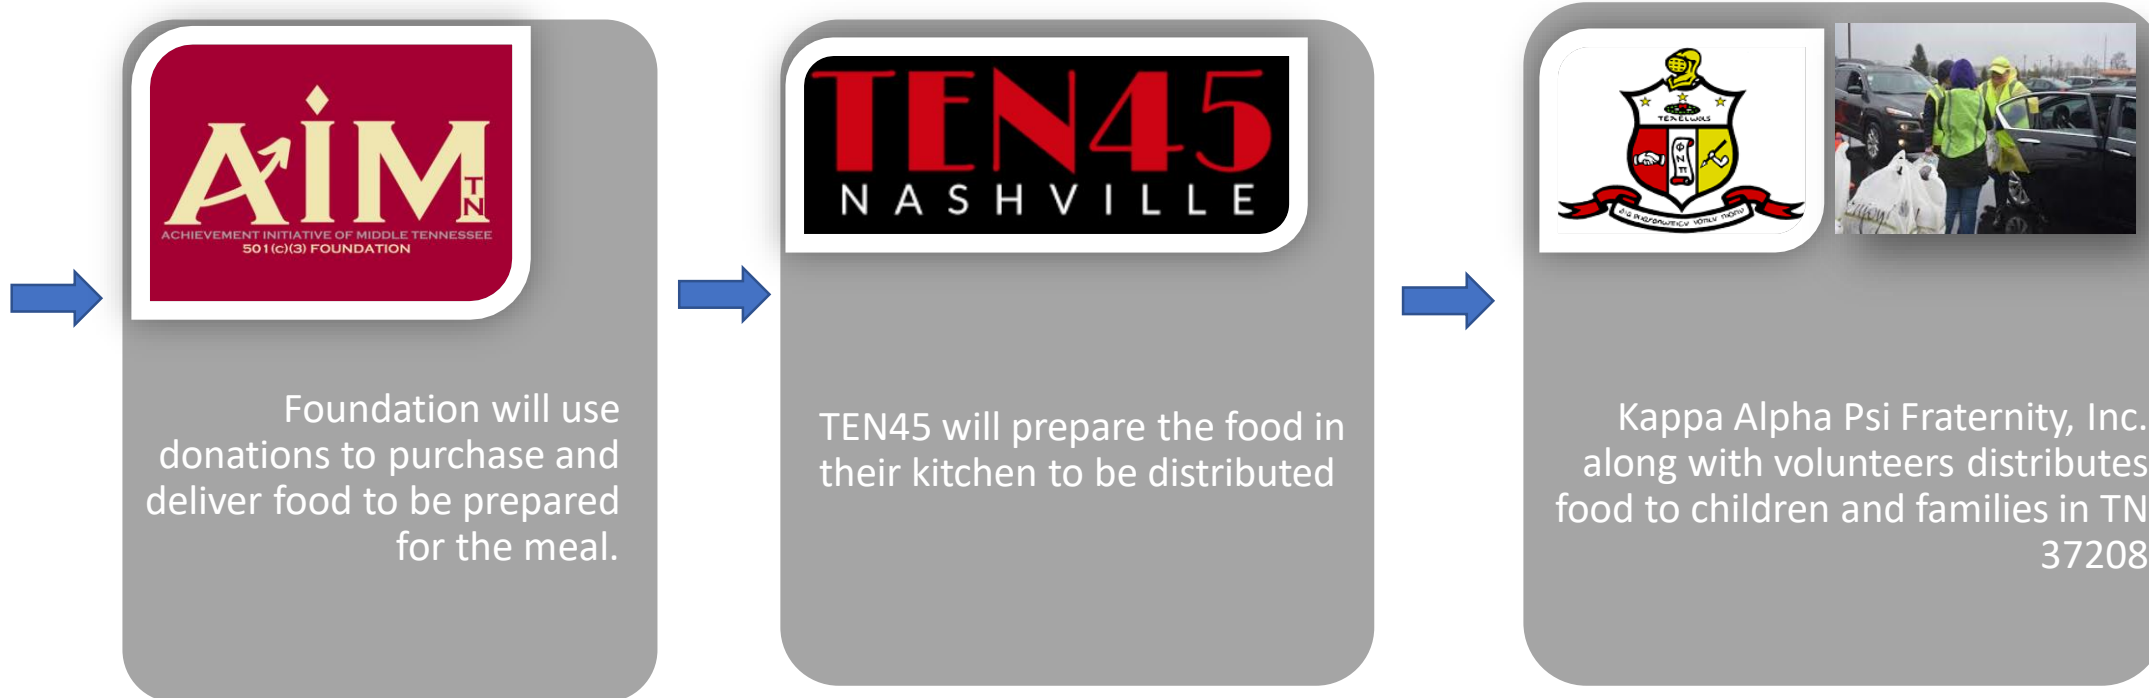 AiM
TN
ACHIEVEMENT INITIATIVE OF MIDDLE TENNESSEE
501(c)(3) FOUNDATION
Foundation will use
donations to purchase and
deliver food to be prepared
for the meal.
TEN45
NASHVILLE
TEN45 will prepare the food in
their kitchen to be distributed
Φ
Ν
Π
Kappa Alpha Psi Fraternity, Inc.
along with volunteers distributes
food to children and families in TN
37208